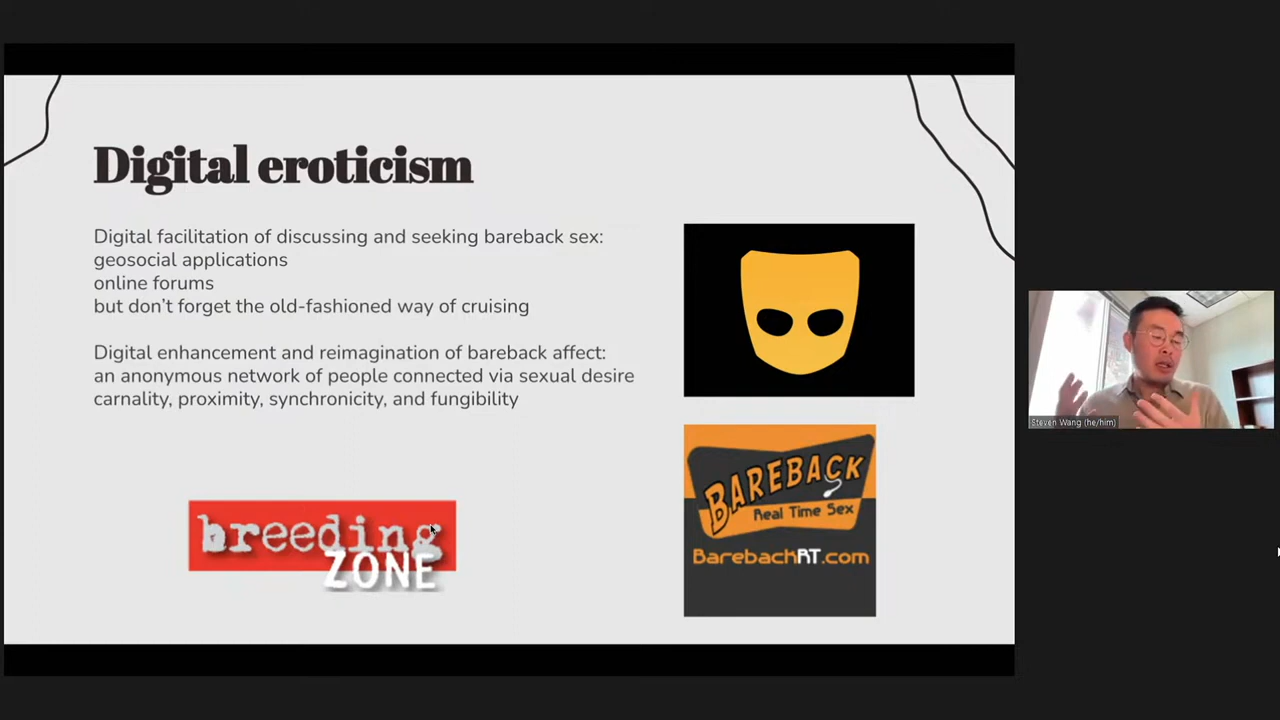 Digital eroticism
Digital facilitation of discussing and seeking bareback sex:
geosocial applications
online forums
but don’t forget the old-fashioned way of cruising
Digital enhancement and reimagination of bareback affect:
an anonymous network of people connected via sexual desire
carnality, proximity, synchronicity, and fungibility
breeding
ZONE
BAREBACK
Real Time Sex
BarebackRT.com
Steven Wang (he/him)